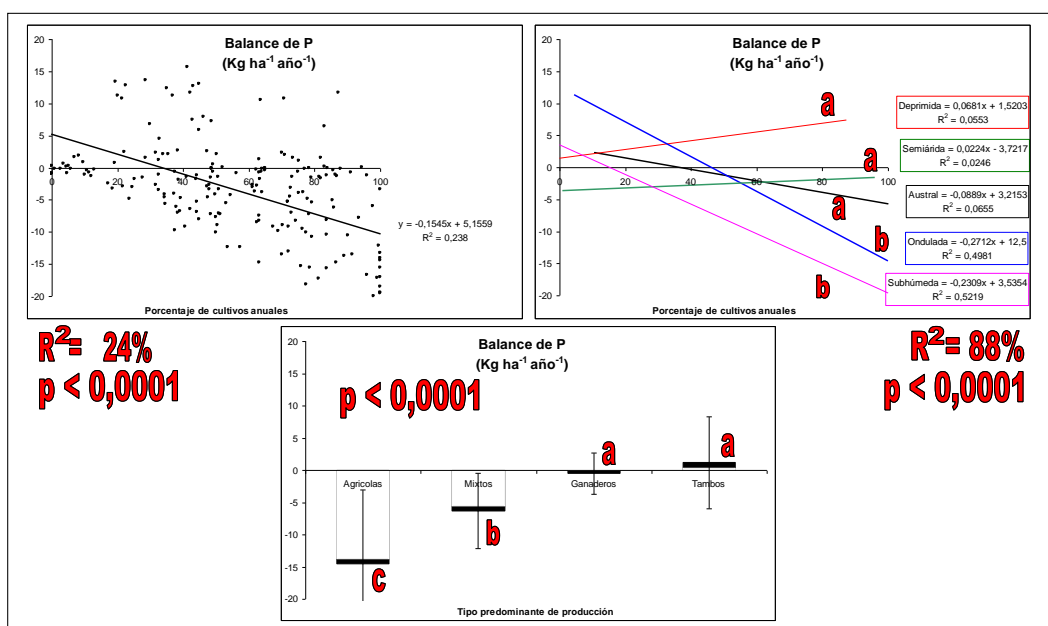 Balance de P
(Kg ha⁻¹ año⁻¹)
20
15
10
5
0
-5
-10
-15
-20
0
20
40
60
80
100
y = -0,1545x + 5,1559
R² = 0,238
Porcentaje de cultivos anuales
R²= 24%
p < 0,0001
Balance de P
(Kg ha⁻¹ año⁻¹)
20
15
10
5
0
-5
-10
-15
-20
0
20
40
60
80
100
a
a
a
b
b
Deprimida = 0,0681x + 1,5203
R² = 0,0553
Semiárida = 0,0224x - 3,7217
R² = 0,0246
Austral = -0,0889x + 3,2153
R² = 0,0655
Ondulada = -0,2712x + 12,5
R² = 0,4981
Subhúmeda = -0,2309x + 3,5354
R² = 0,5219
Porcentaje de cultivos anuales
R²= 88%
p < 0,0001
Balance de P
(Kg ha⁻¹ año⁻¹)
p < 0,0001
20
15
10
5
0
-5
-10
-15
-20
Agrícolas
Mixtos
Ganaderos
Tambos
c
b
a
a
Tipo predominante de producción